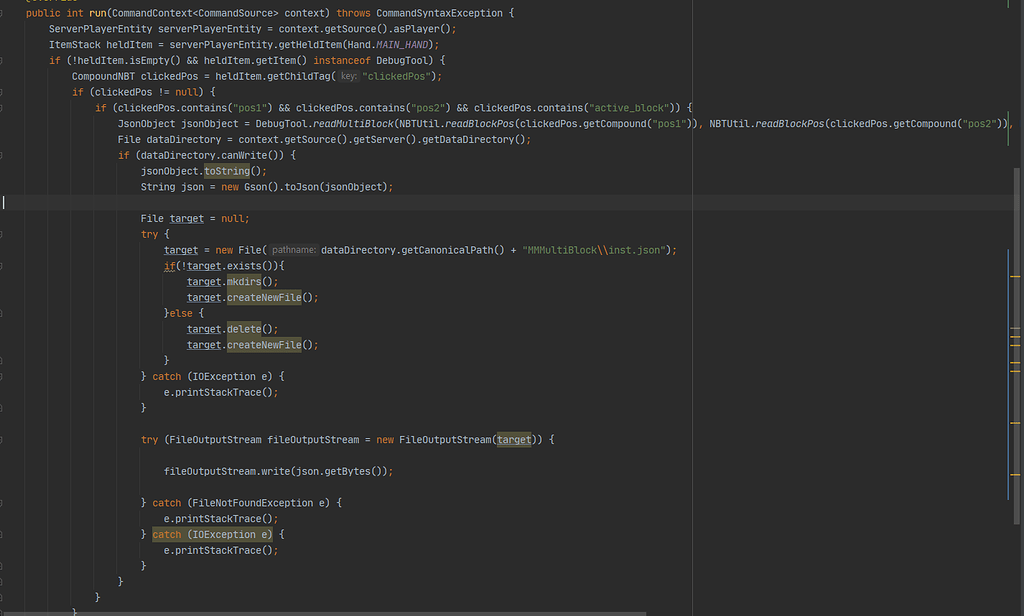 public int run(CommandContext<CommandSource> context) throws CommandSyntaxException {
ServerPlayerEntity serverPlayerEntity = context.getSource().asPlayer();
ItemStack heldItem = serverPlayerEntity.getHeldItem(Hand.MAIN_HAND);
if (!heldItem.isEmpty() && heldItem.getItem() instanceof DebugTool) {
CompoundNBT clickedPos = heldItem.getChildTag( key: "clickedPos");
if (clickedPos != null) {
if (clickedPos.contains("pos1") && clickedPos.contains("pos2") && clickedPos.contains("active_block")) {
JsonObject jsonObject = DebugTool.readMultiBlock(NBTUtil.readBlockPos(clickedPos.getCompound("pos1")), NBTUtil.readBlockPos(clickedPos.getCompound("pos2")),
File dataDirectory = context.getSource().getServer().getDataDirectory();
if (dataDirectory.canWrite()) {
jsonObject.toString();
String json = new Gson().toJson(jsonObject);
File target = null;
try {
target = new File( pathname: dataDirectory.getCanonicalPath() + "MMMultiBlock\\inst.json");
if(!target.exists()){
target.mkdirs();
target.createNewFile();
}else {
target.delete();
target.createNewFile();
}
} catch (IOException e) {
e.printStackTrace();
}
try (FileOutputStream fileOutputStream = new FileOutputStream(target)) {
fileOutputStream.write(json.getBytes());
} catch (FileNotFoundException e) {
e.printStackTrace();
} catch (IOException e) {
e.printStackTrace();
}
}
}
}